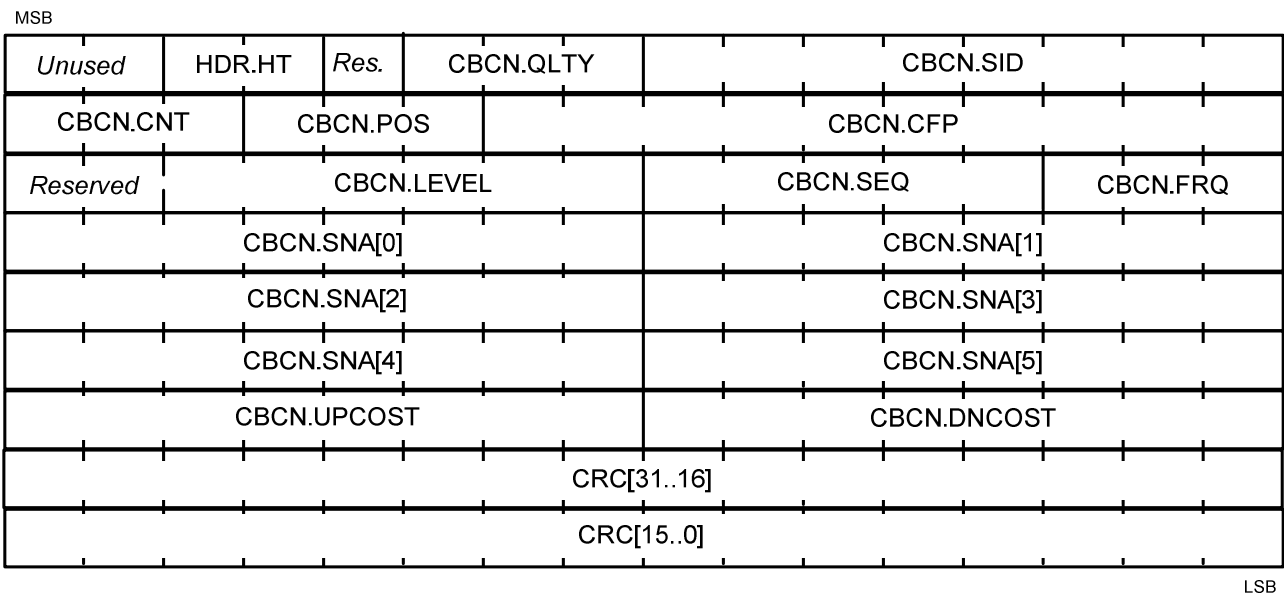 MSB
Unused HDR.HT Res. CBCN.QLTY CBCN.SID
CBCN.CNT CBCN.POS CBCN.CFP
Reserved CBCN.LEVEL CBCN.SEQ CBCN.FRQ
CBCN.SNA[0] CBCN.SNA[1]
CBCN.SNA[2] CBCN.SNA[3]
CBCN.SNA[4] CBCN.SNA[5]
CBCN.UPCOST CBCN.DNCOST
CRC[31..16]
CRC[15..0]
LSB